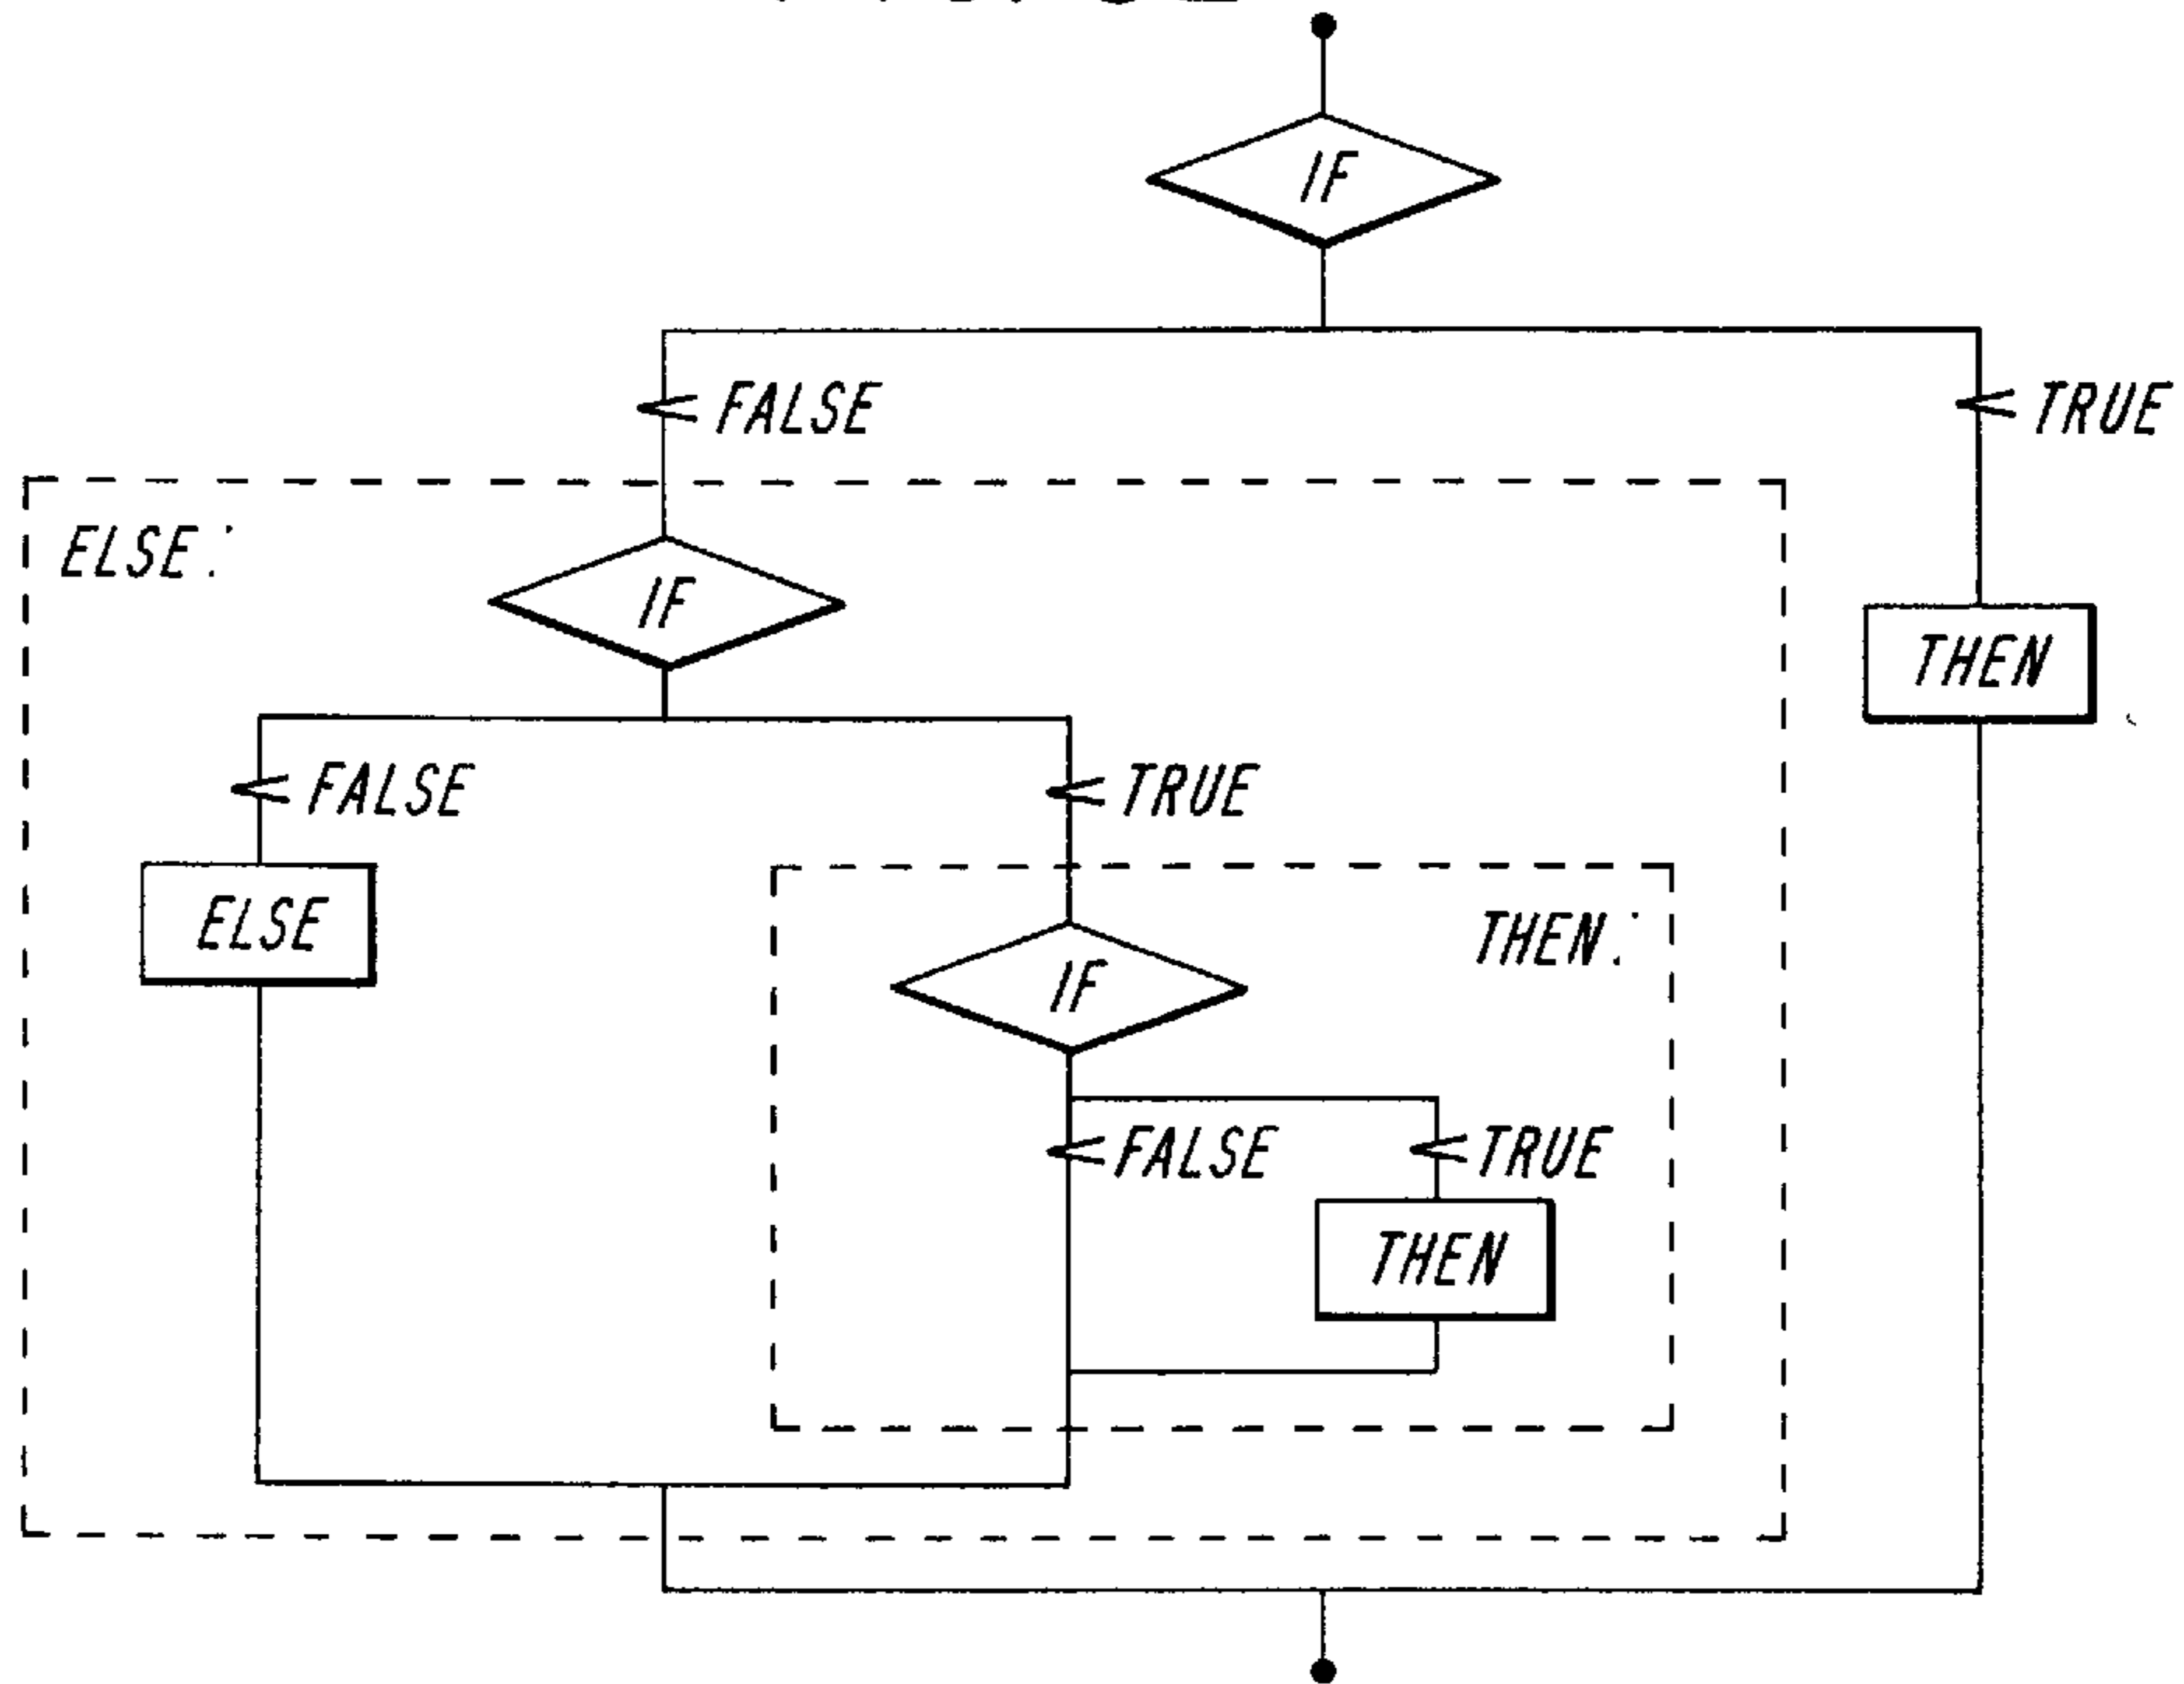 IF
FALSE
TRUE
ELSE:
IF
THEN
FALSE
TRUE
ELSE
THEN:
IF
FALSE
TRUE
THEN